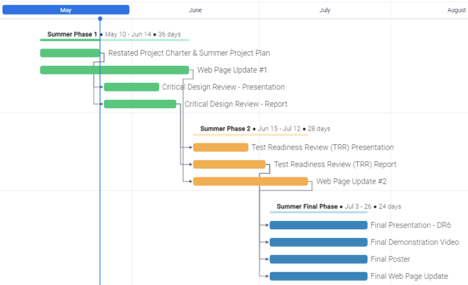 May June July August
Summer Phase 1 • May 10 - Jun 14 • 36 days
Restated Project Charter & Summer Project Plan
Web Page Update #1
Critical Design Review - Presentation
Critical Design Review - Report
Summer Phase 2 • Jun 15 - Jul 12 • 28 days
Test Readiness Review (TRR) Presentation
Test Readiness Review (TRR) Report
Web Page Update #2
Summer Final Phase • Jul 3 - 26 • 24 days
Final Presentation - DR6
Final Demonstration Video
Final Poster
Final Web Page Update